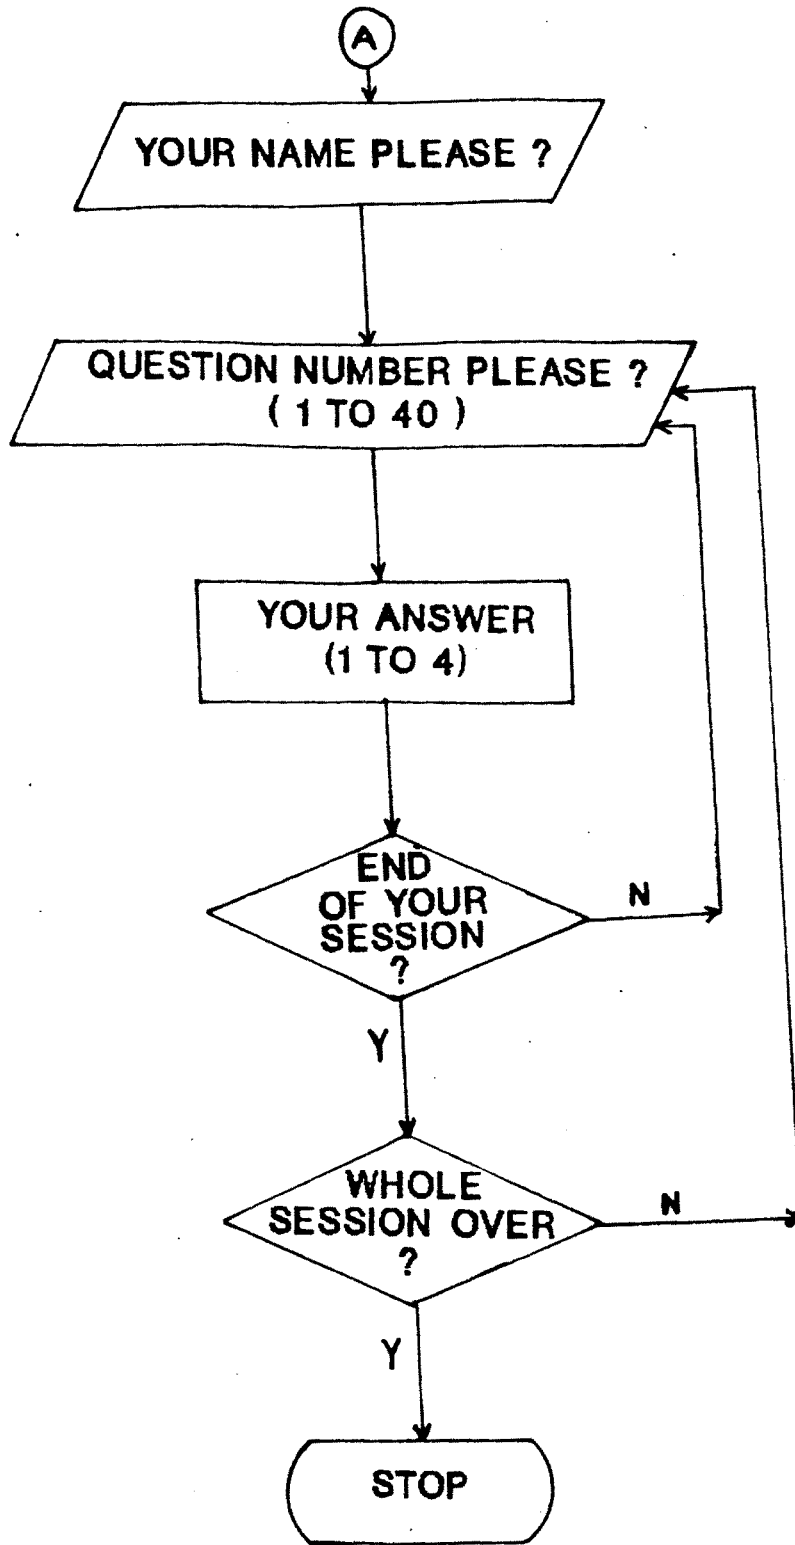 A
YOUR NAME PLEASE ?
QUESTION NUMBER PLEASE ?
( 1 TO 40 )
YOUR ANSWER
(1 TO 4)
END
OF YOUR
SESSION
?
N
Y
WHOLE
SESSION OVER
?
N
Y
STOP